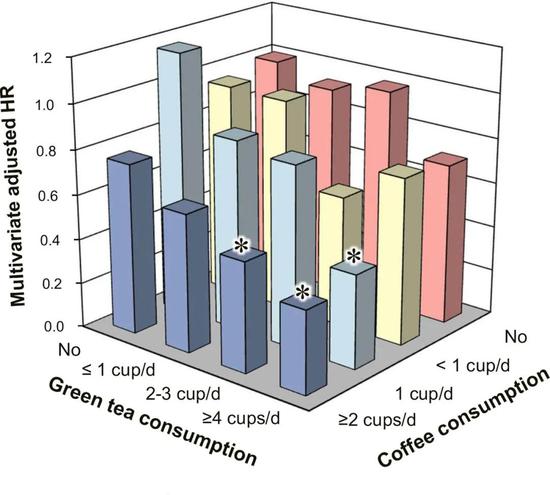 Multivariate adjusted HR
1.2
1.0
0.8
0.6
0.4
0.2
0.0
*
*
*
No
≤ 1 cup/d
2-3 cup/d
≥4 cups/d
Green tea consumption
No
< 1 cup/d
1 cup/d
≥2 cups/d
Coffee consumption